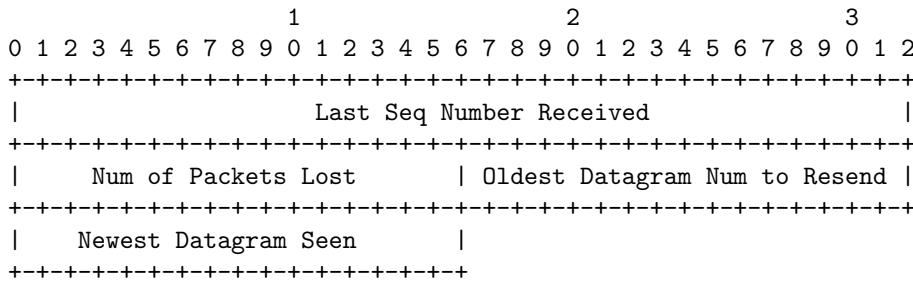 1                   2                   3
0 1 2 3 4 5 6 7 8 9 0 1 2 3 4 5 6 7 8 9 0 1 2 3 4 5 6 7 8 9 0 1 2
+-+-+-+-+-+-+-+-+-+-+-+-+-+-+-+-+-+-+-+-+-+-+-+-+-+-+-+-+-+-+-+-+
|                     Last Seq Number Received                  |
+-+-+-+-+-+-+-+-+-+-+-+-+-+-+-+-+-+-+-+-+-+-+-+-+-+-+-+-+-+-+-+-+
|     Num of Packets Lost       | Oldest Datagram Num to Resend |
+-+-+-+-+-+-+-+-+-+-+-+-+-+-+-+-+-+-+-+-+-+-+-+-+-+-+-+-+-+-+-+-+
|    Newest Datagram Seen       |
+-+-+-+-+-+-+-+-+-+-+-+-+-+-+-+-+